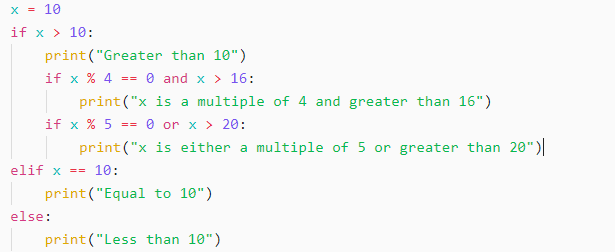 x = 10
if x > 10:
    print("Greater than 10")
    if x % 4 == 0 and x > 16:
        print("x is a multiple of 4 and greater than 16")
    if x % 5 == 0 or x > 20:
        print("x is either a multiple of 5 or greater than 20")
elif x == 10:
    print("Equal to 10")
else:
    print("Less than 10")